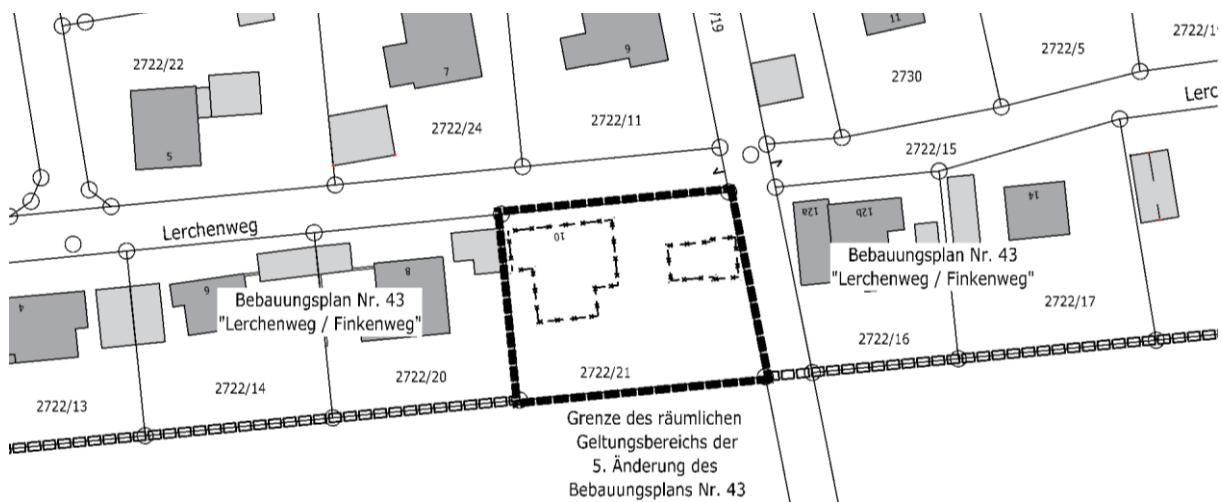 719
11
2722/19
2722/5
9
2722/22
7
2730
Lerc
2722/24
2722/11
2722/15
5
14
12a
12b
Lerchenweg
10
8
6
4
Bebauungsplan Nr. 43
"Lerchenweg / Finkenweg"
Bebauungsplan Nr. 43
"Lerchenweg / Finkenweg"
2722/17
2722/16
2722/21
2722/20
2722/14
2722/13
Grenze des räumlichen
Geltungsbereichs der
5. Änderung des
Bebauungsplans Nr. 43